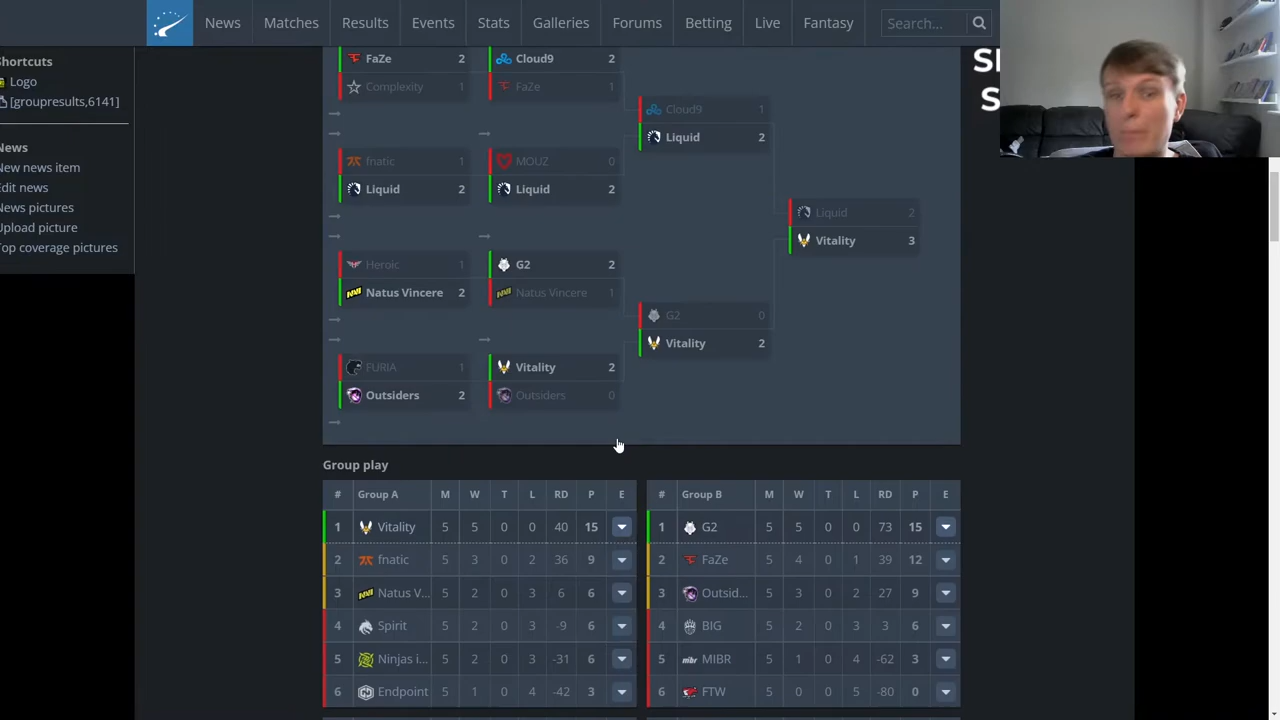 News Matches Results Events Stats Galleries Forums Betting Live Fantasy Search...
Shortcuts
Logo
[groupresults,6141]
News
New news item
Edit news
News pictures
Upload picture
Top coverage pictures
FaZe 2
Complexity 1
Cloud9 2
FaZe 1
Cloud9 1
Liquid 2
fnatic 1
Liquid 2
MOUZ 0
Liquid 2
Liquid 2
Vitality 3
Heroic 1
Natus Vincere 2
G2 2
Natus Vincere 1
G2 0
Vitality 2
FURIA 1
Outsiders 2
Vitality 2
Outsiders 0
Group play
# Group A M W T L RD P E
1 Vitality 5 5 0 0 40 15
2 fnatic 5 3 0 2 36 9
3 Natus V... 5 2 0 3 6 6
4 Spirit 5 2 0 3 -9 6
5 Ninjas i... 5 2 0 3 -31 6
6 Endpoint 5 1 0 4 -42 3
# Group B M W T L RD P E
1 G2 5 5 0 0 73 15
2 FaZe 5 4 0 1 39 12
3 Outsid... 5 3 0 2 27 9
4 BIG 5 2 0 3 3 6
5 MIBR 5 1 0 4 -62 3
6 FTW 5 0 0 5 -80 0